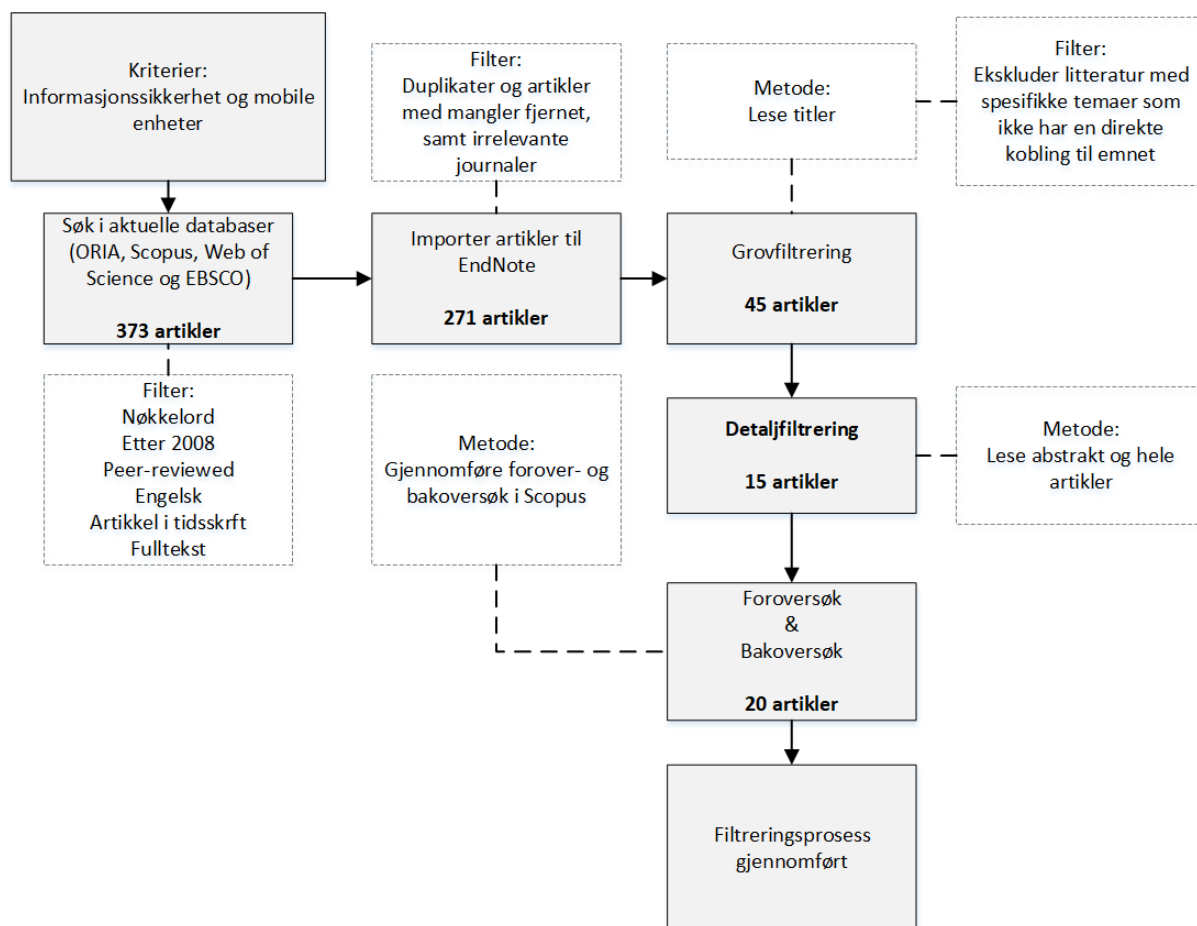 Kriterier:
Informasjonssikkerhet og mobile
enheter
Filter:
Duplikater og artikler
med mangler fjernet,
samt irrelevante
journaler
Metode:
Lese titler
Filter:
Ekskluder litteratur med
spesifikke temaer som
ikke har en direkte
kobling til emnet
Søk i aktuelle databaser
(ORIA, Scopus, Web of
Science og EBSCO)
373 artikler
Importer artikler til
EndNote
271 artikler
Grovfiltrering
45 artikler
Filter:
Nøkkelord
Etter 2008
Peer-reviewed
Engelsk
Artikkel i tidsskrft
Fulltekst
Metode:
Gjennomføre forover- og
bakoversøk i Scopus
Detaljfiltrering
15 artikler
Metode:
Lese abstrakt og hele
artikler
Foroversøk
&
Bakoversøk
20 artikler
Filtreringsprosess
gjennomført